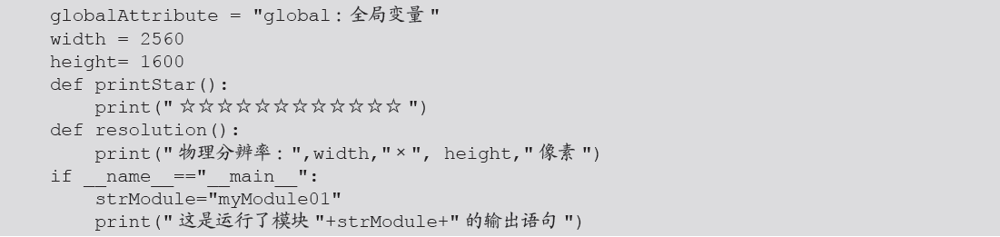 globalAttribute = "global：全局变量"
width = 2560
height= 1600
def printStar():
    print("☆☆☆☆☆☆☆☆☆☆☆☆")
def resolution():
    print("物理分辨率：",width,"×", height,"像素")
if __name__=="__main__":
    strModule="myModule01"
    print("这是运行了模块"+strModule+"的输出语句")